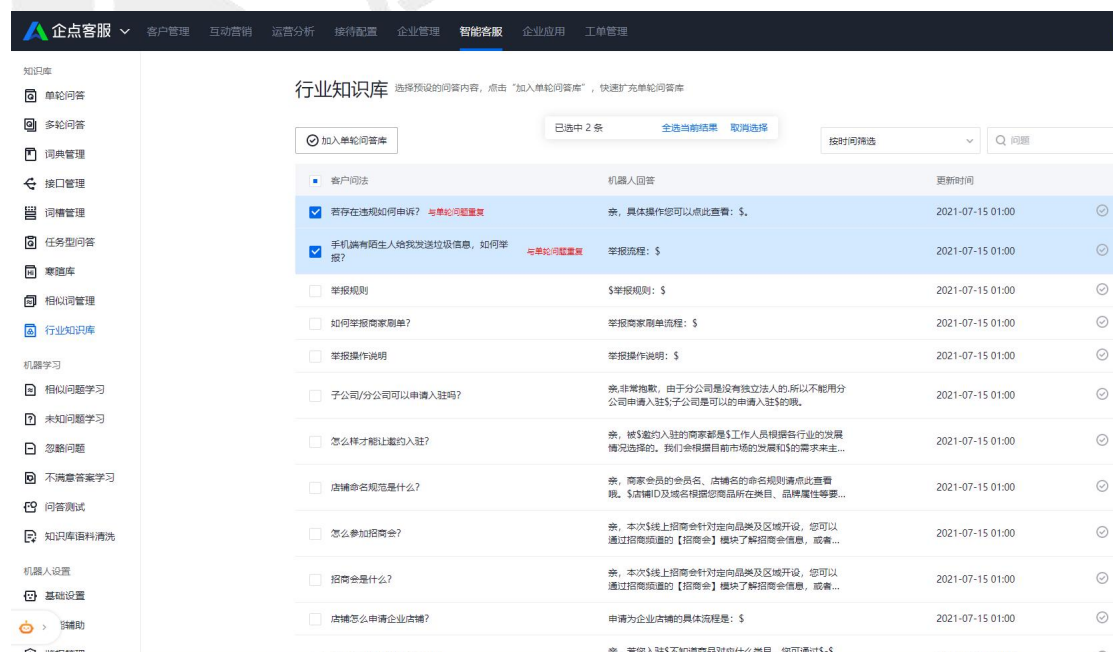 企点客服 客户管理 互动营销 运营分析 接待配置 企业管理 智能客服 企业应用 工单管理
知识库
单轮问答
多轮问答
词典管理
接口管理
词槽管理
任务型问答
寒暄库
相似词管理
行业知识库
机器学习
相似问题学习
未知问题学习
忽略问题
不满意答案学习
问答测试
知识库语料清洗
机器人设置
基础设置
辅助
行业知识库 选择预设的问答内容，点击“加入单轮问答库”，快速扩充单轮问答库
加入单轮问答库 已选中 2 条 全选当前结果 取消选择 按时间筛选 问题
客户问法 机器人回答 更新时间
若存在违规如何申诉？ 与单轮问题重复 亲，具体操作您可以点此查看：$。 2021-07-15 01:00
手机端有陌生人给我发送垃圾信息，如何举
报？ 与单轮问题重复 举报流程：$ 2021-07-15 01:00
举报规则 $举报规则：$ 2021-07-15 01:00
如何举报商家刷单？ 举报商家刷单流程：$ 2021-07-15 01:00
举报操作说明 举报操作说明：$ 2021-07-15 01:00
子公司/分公司可以申请入驻吗？ 亲,非常抱歉，由于分公司是没有独立法人的.所以不能用分
公司申请入驻$;子公司是可以的申请入驻$的哦。 2021-07-15 01:00
怎么样才能让邀约入驻？ 亲，被$邀约入驻的商家都是$工作人员根据各行业的发展
情况选择的。我们会根据目前市场的发展和$的需求来主... 2021-07-15 01:00
店铺命名规范是什么？ 亲，商家会员的会员名、店铺名的命名规则请点此查看
哦。$店铺ID及域名根据您商品所在类目、品牌属性等要... 2021-07-15 01:00
怎么参加招商会？ 亲，本次$线上招商会针对定向品类及区域开设，您可以
通过招商频道的【招商会】模块了解招商会信息，或者... 2021-07-15 01:00
招商会是什么？ 亲，本次$线上招商会针对定向品类及区域开设，您可以
通过招商频道的【招商会】模块了解招商会信息，或者... 2021-07-15 01:00
店铺怎么申请企业店铺？ 申请为企业店铺的具体流程是：$ 2021-07-15 01:00
亲，若您入驻$不知道商品对应什么类目，您可通过$-$